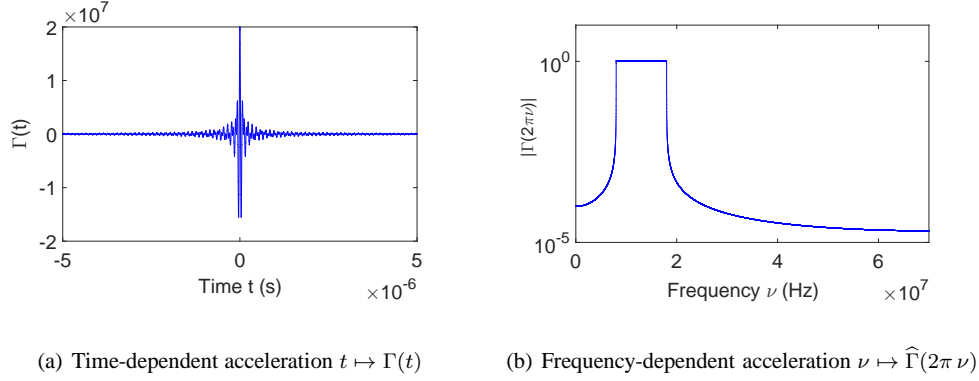 ×10^7
2
1
0
-1
-2
Γ(t)
-5 0 5
Time t (s)
×10^-6
10^0
10^-5
|Γ(2πν)|
0 2 4 6
Frequency ν (Hz)
×10^7
(a) Time-dependent acceleration t ↦ Γ(t)
(b) Frequency-dependent acceleration ν ↦ Γ̂(2π ν)